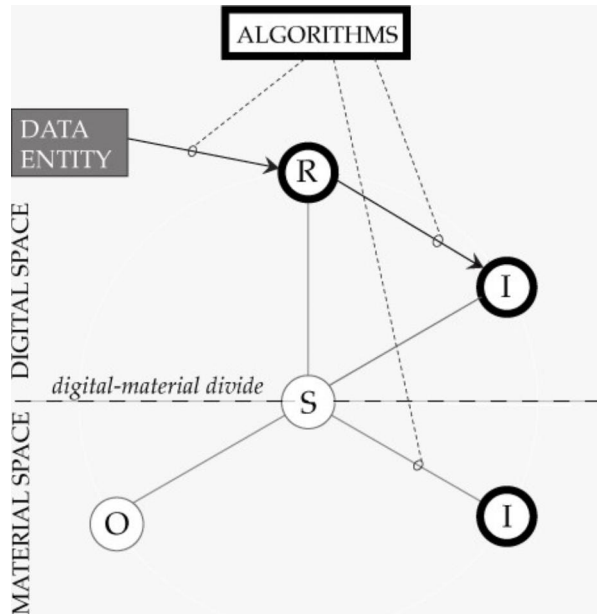 ALGORITHMS
DATA
ENTITY
R
I
DIGITAL SPACE
digital-material divide
S
MATERIAL SPACE
O
I